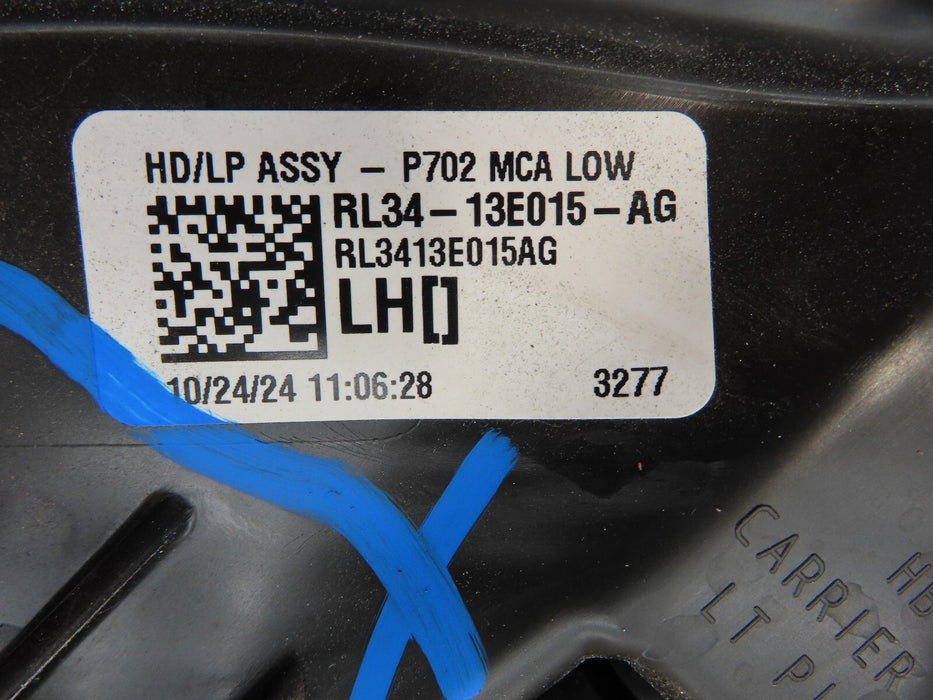 HD/LP ASSY – P702 MCA LOW
RL34–13E015–AG
RL3413E015AG
LH[]
10/24/24 11:06:28
3277
CARRIER
LT